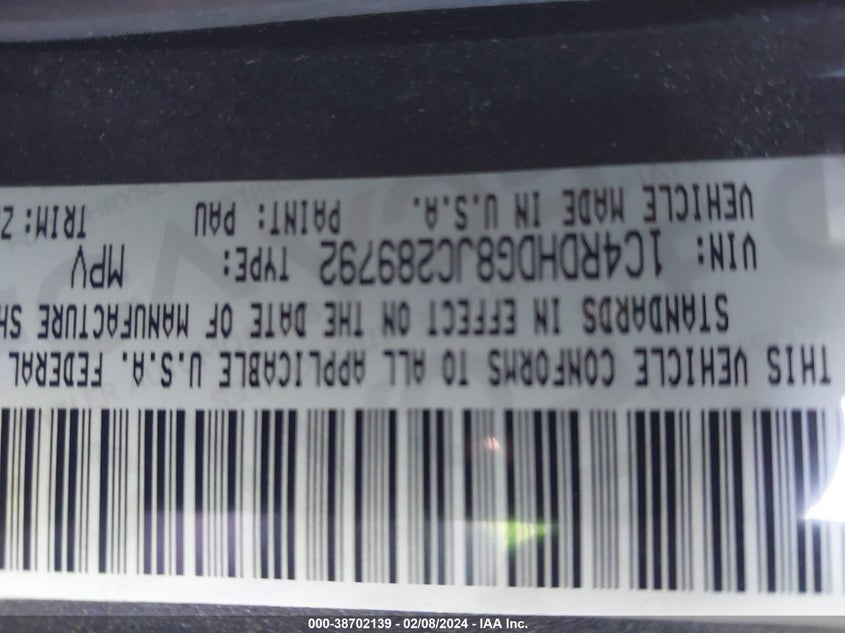 THIS VEHICLE CONFORMS TO ALL APPLICABLE U.S.A. FEDERAL
STANDARDS IN EFFECT ON THE DATE OF MANUFACTURE
VIN: 1C4RDHDG8JC289792 TYPE: MPV
VEHICLE MADE IN U.S.A. PAINT: PAU TRIM:
000-38702139 - 02/08/2024 - IAA Inc.